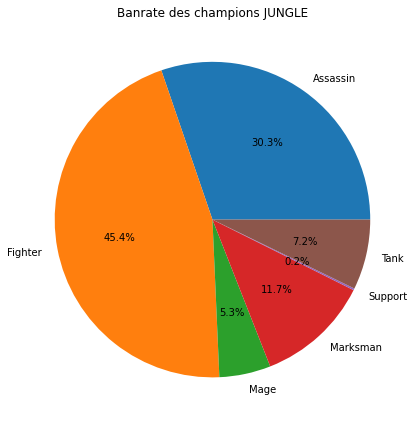 Banrate des champions JUNGLE
Assassin
30.3%
7.2%
Tank
0.2%
Support
11.7%
Marksman
5.3%
Mage
45.4%
Fighter